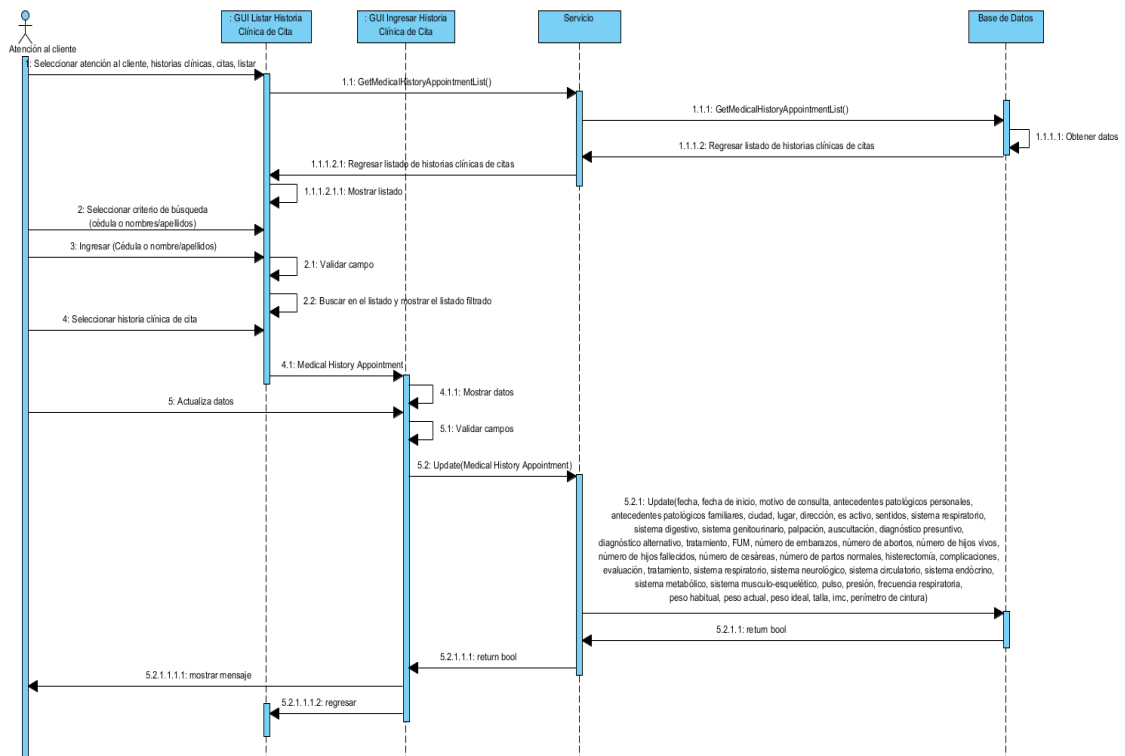 : GUI Listar Historia
Clínica de Cita
: GUI Ingresar Historia
Clínica de Cita
Servicio
Base de Datos
Atención al cliente
1: Seleccionar atención al cliente, historias clínicas, citas, listar
1.1: GetMedicalHistoryAppointmentList()
1.1.1: GetMedicalHistoryAppointmentList()
1.1.1.1: Obtener datos
1.1.1.2: Regresar listado de historias clínicas de citas
1.1.1.2.1: Regresar listado de historias clínicas de citas
1.1.1.2.1.1: Mostrar listado
2: Seleccionar criterio de búsqueda
(cédula o nombres/apellidos)
3: Ingresar (Cédula o nombre/apellidos)
2.1: Validar campo
2.2: Buscar en el listado y mostrar el listado filtrado
4: Seleccionar historia clínica de cita
4.1: Medical History Appointment
4.1.1: Mostrar datos
5: Actualiza datos
5.1: Validar campos
5.2: Update(Medical History Appointment)
5.2.1: Update(fecha, fecha de inicio, motivo de consulta, antecedentes patológicos personales,
antecedentes patológicos familiares, ciudad, lugar, dirección, es activo, sentidos, sistema respiratorio,
sistema digestivo, sistema genitourinario, palpación, auscultación, diagnóstico presuntivo,
diagnóstico alternativo, tratamiento, FUM, número de embarazos, número de abortos, número de hijos vivos,
número de hijos fallecidos, número de cesáreas, número de partos normales, histerectomía, complicaciones,
evaluación, tratamiento, sistema respiratorio, sistema neurológico, sistema circulatorio, sistema endócrino,
sistema metabólico, sistema musculo-esquelético, pulso, presión, frecuencia respiratoria,
peso habitual, peso actual, peso ideal, talla, imc, perímetro de cintura)
5.2.1.1: return bool
5.2.1.1.1: return bool
5.2.1.1.1.1: mostrar mensaje
5.2.1.1.1.2: regresar